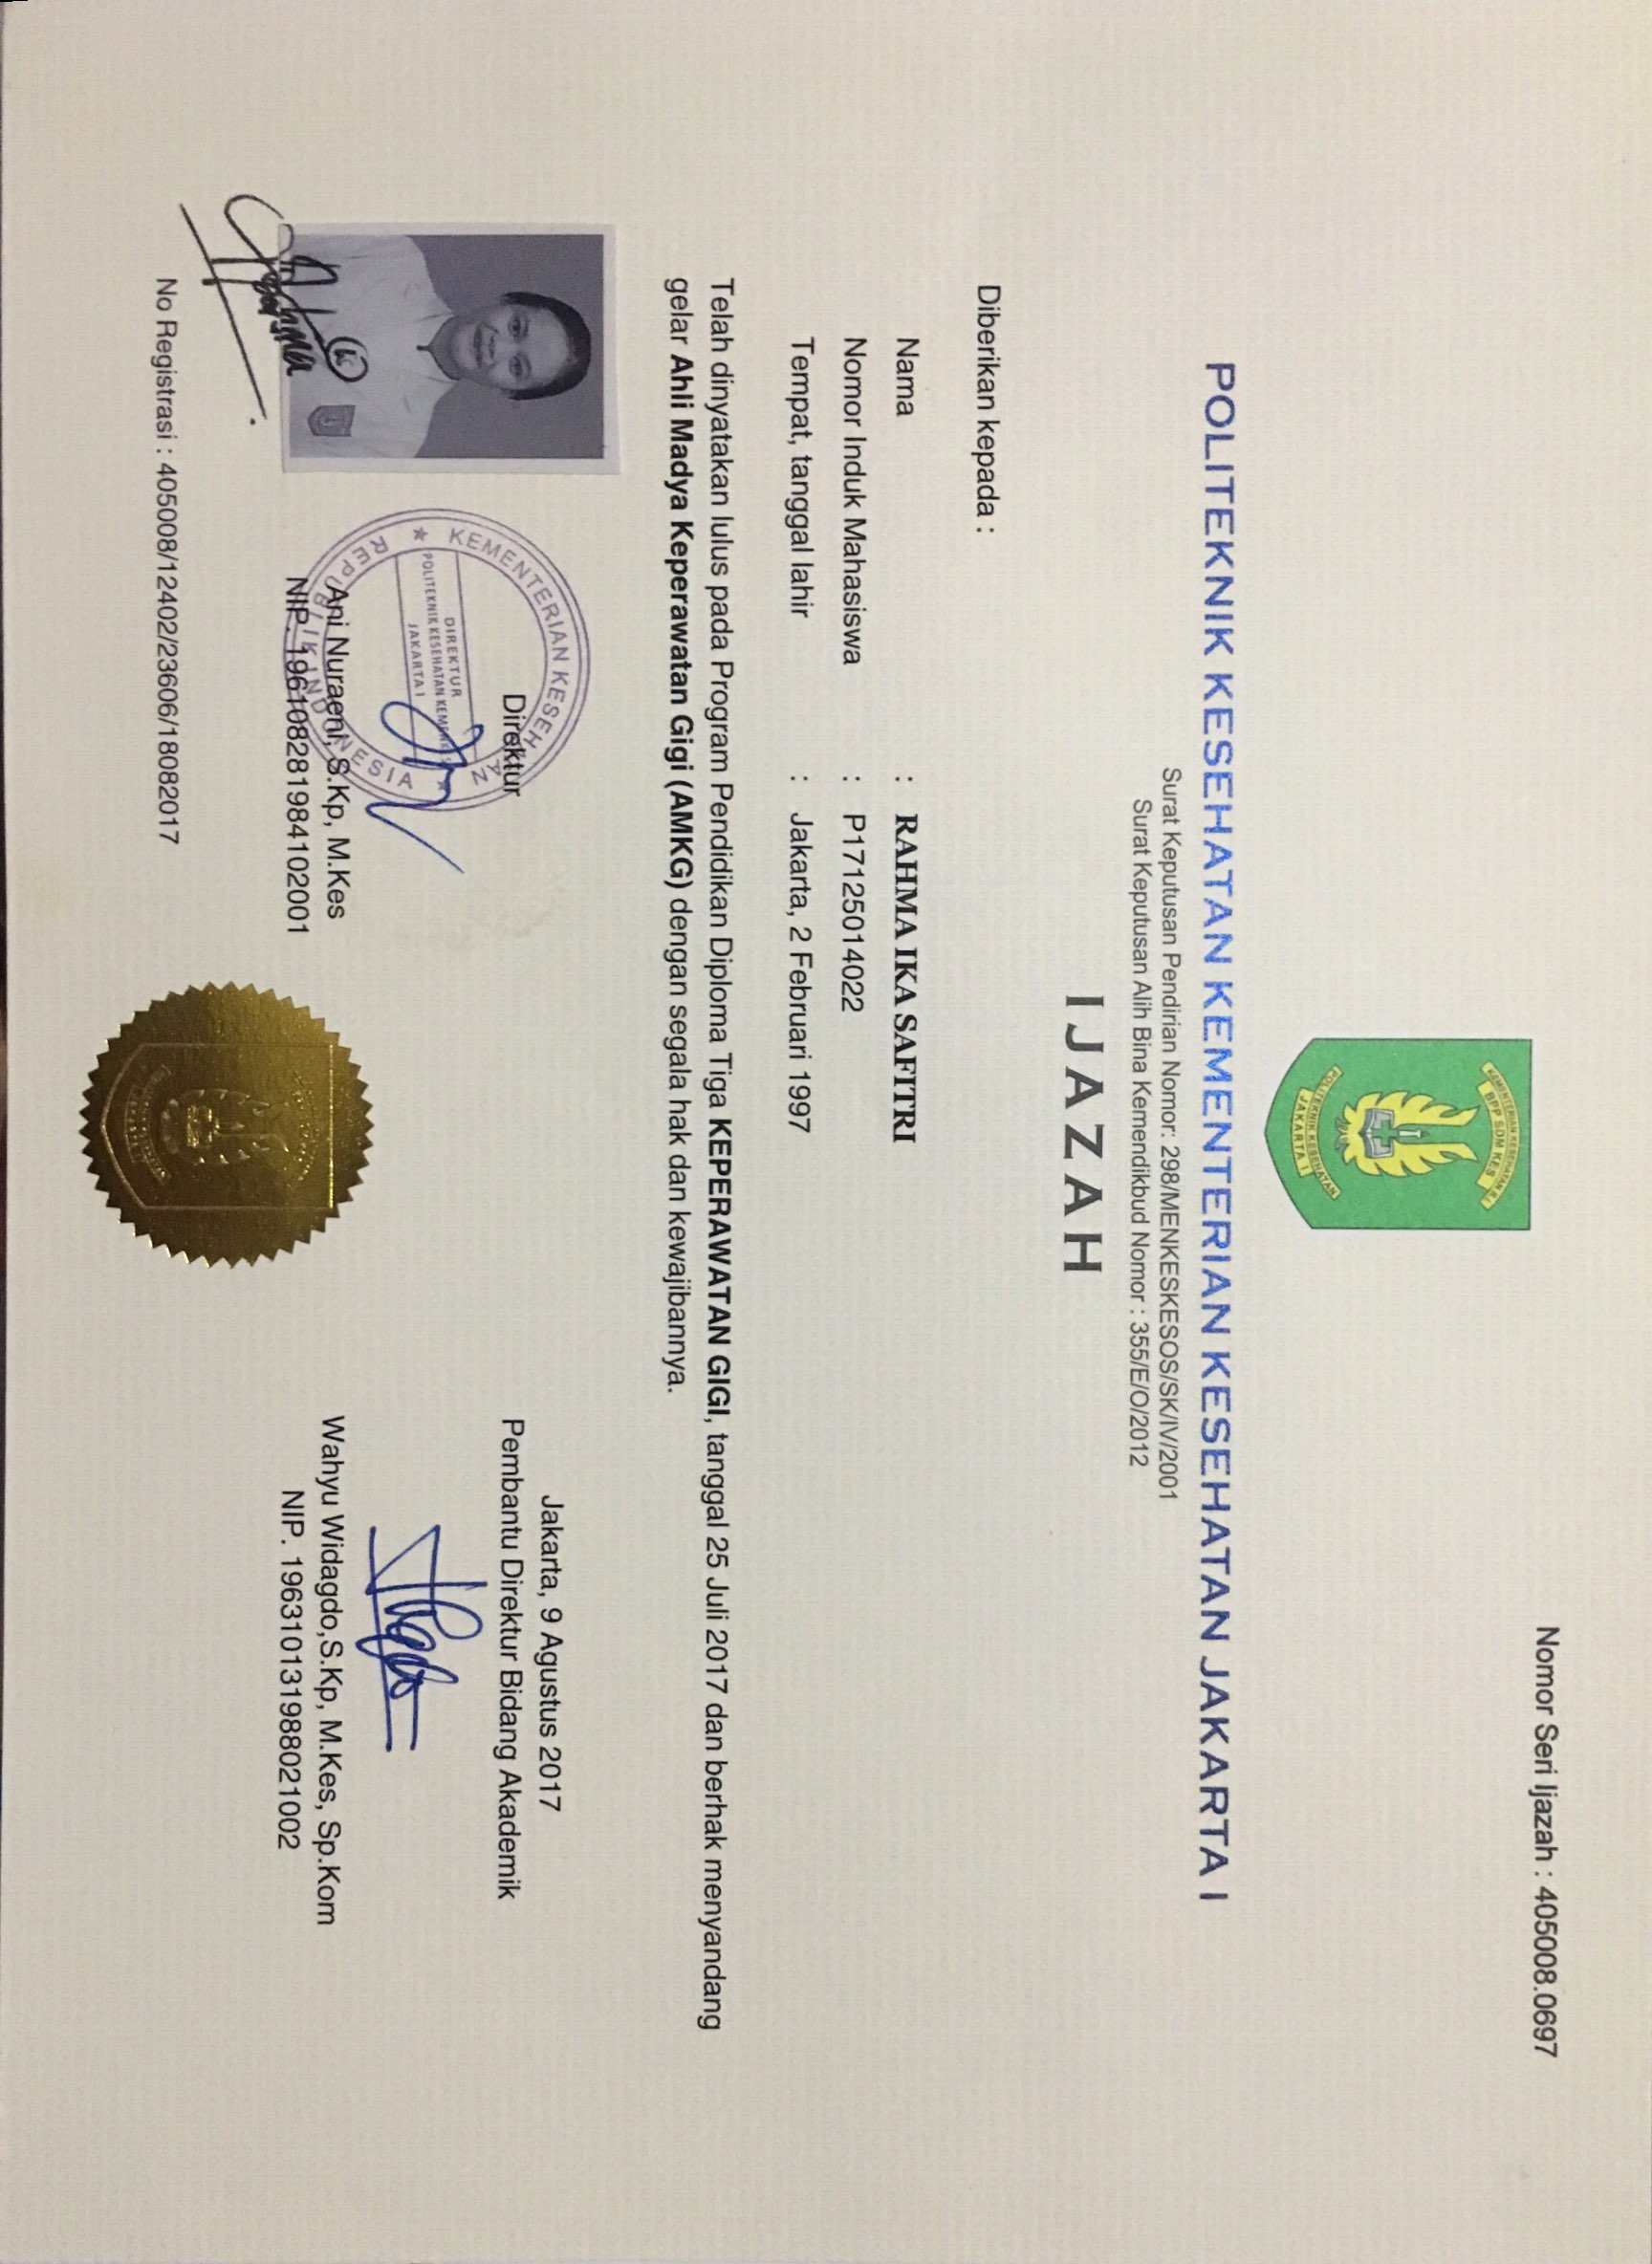 Nomor Seri Ijazah : 405008.0697
KEMENTERIAN KESEHATAN R.I.
BPP SDM KES
POLITEKNIK KESEHATAN
JAKARTA I
POLITEKNIK KESEHATAN KEMENTERIAN KESEHATAN JAKARTA I
Surat Keputusan Pendirian Nomor: 298/MENKESKESOS/SK/IV/2001
Surat Keputusan Alih Bina Kemendikbud Nomor : 355/E/O/2012
IJAZAH
Diberikan kepada :
Nama : RAHMA IKA SAFITRI
Nomor Induk Mahasiswa : P17125014022
Tempat, tanggal lahir : Jakarta, 2 Februari 1997
Telah dinyatakan lulus pada Program Pendidikan Diploma Tiga KEPERAWATAN GIGI, tanggal 25 Juli 2017 dan berhak menyandang
gelar Ahli Madya Keperawatan Gigi (AMKG) dengan segala hak dan kewajibannya.
Jakarta, 9 Agustus 2017
Direktur
Pembantu Direktur Bidang Akademik
KEMENTERIAN KESEHATAN
DIREKTUR
POLITEKNIK KESEHATAN KEMENKES
JAKARTA I
REPUBLIK INDONESIA
Ani Nuraeni, S.Kp, M.Kes
NIP. 196108281984102001
Wahyu Widagdo,S.Kp, M.Kes, Sp.Kom
NIP. 196310131988021002
No Registrasi : 405008/12402/23606/18082017